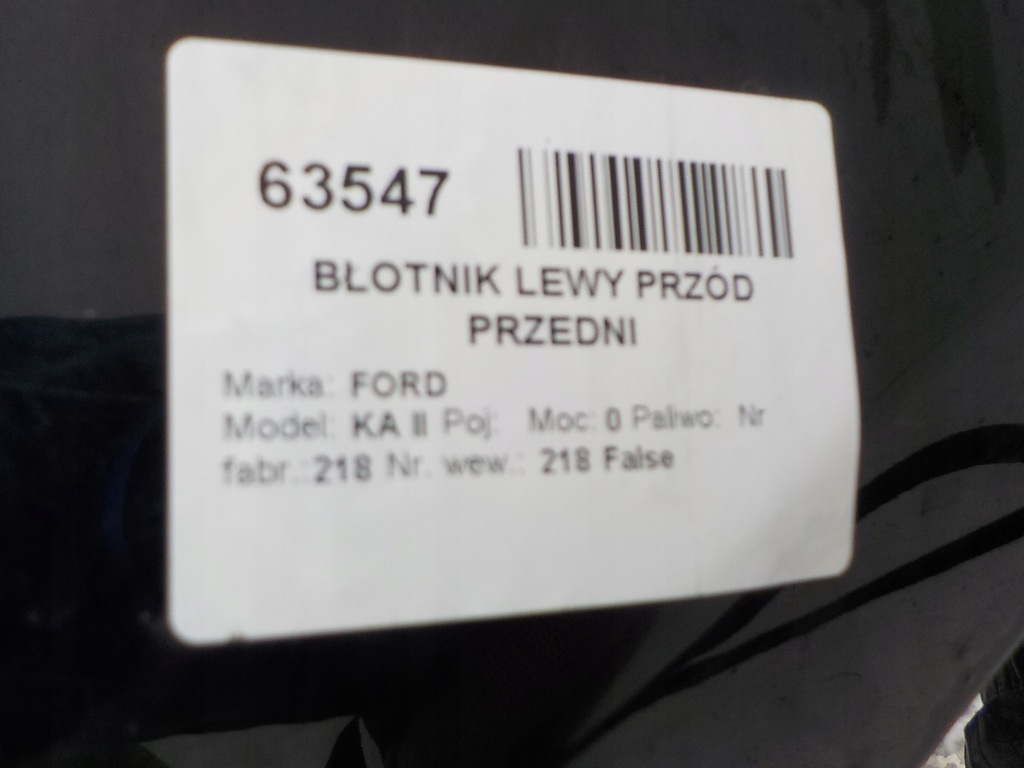 63547
BŁOTNIK LEWY PRZÓD
PRZEDNI
Marka: FORD
Model: KA II Poj: Moc: 0 Paliwo: Nr
fabr.:218 Nr. wew.: 218 False